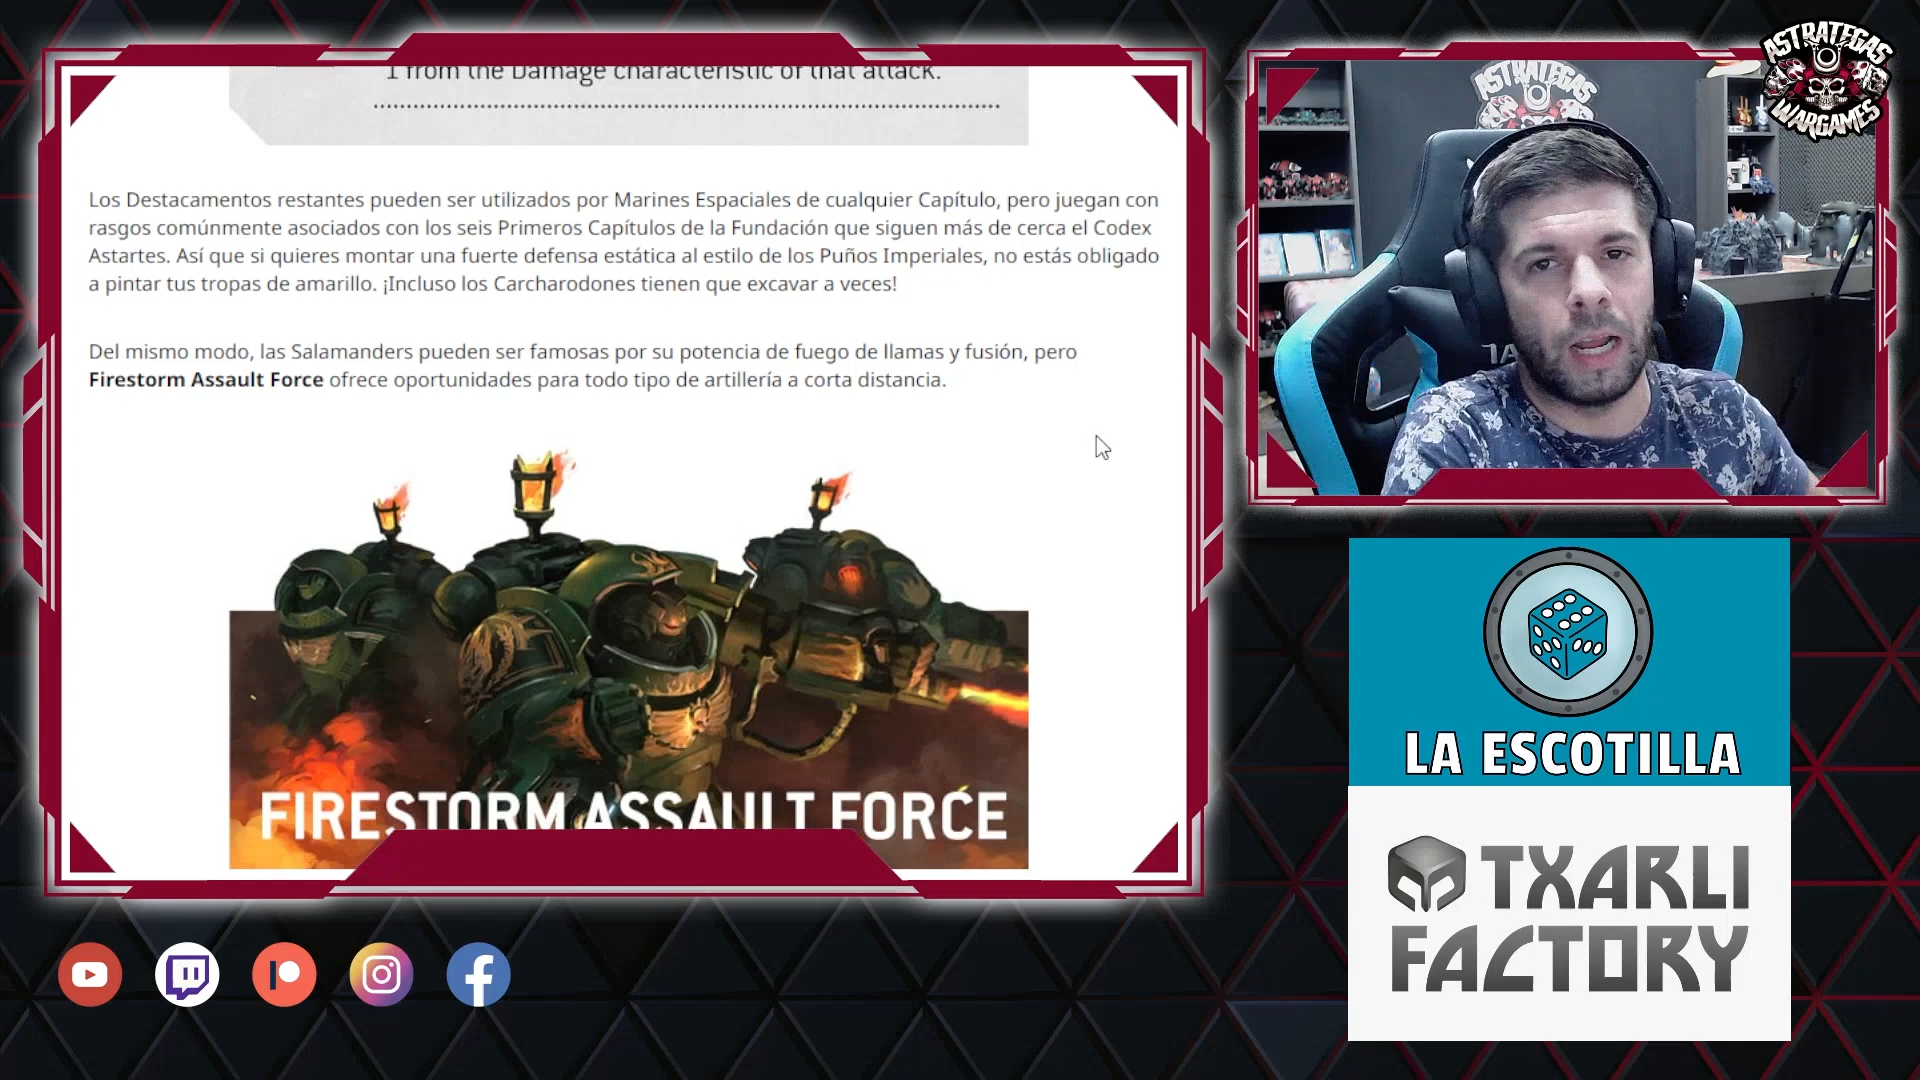 1 from the Damage characteristic of that attack.
Los Destacamentos restantes pueden ser utilizados por Marines Espaciales de cualquier Capítulo, pero juegan con
rasgos comúnmente asociados con los seis Primeros Capítulos de la Fundación que siguen más de cerca el Codex
Astartes. Así que si quieres montar una fuerte defensa estática al estilo de los Puños Imperiales, no estás obligado
a pintar tus tropas de amarillo. ¡Incluso los Carcharodones tienen que excavar a veces!
Del mismo modo, las Salamanders pueden ser famosas por su potencia de fuego de llamas y fusión, pero
Firestorm Assault Force ofrece oportunidades para todo tipo de artillería a corta distancia.
FIRESTORM ASSAULT FORCE
ASTRATEGAS
WARGAMES
ASTRATEGAS
LA ESCOTILLA
TXARLI
FACTORY